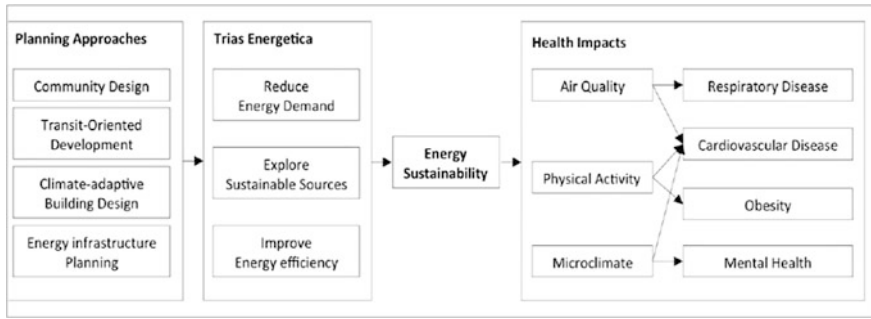 Planning Approaches
Community Design
Transit-Oriented
Development
Climate-adaptive
Building Design
Energy infrastructure
Planning
Trias Energetica
Reduce
Energy Demand
Explore
Sustainable Sources
Improve
Energy efficiency
Energy
Sustainability
Health Impacts
Air Quality
Physical Activity
Microclimate
Respiratory Disease
Cardiovascular Disease
Obesity
Mental Health